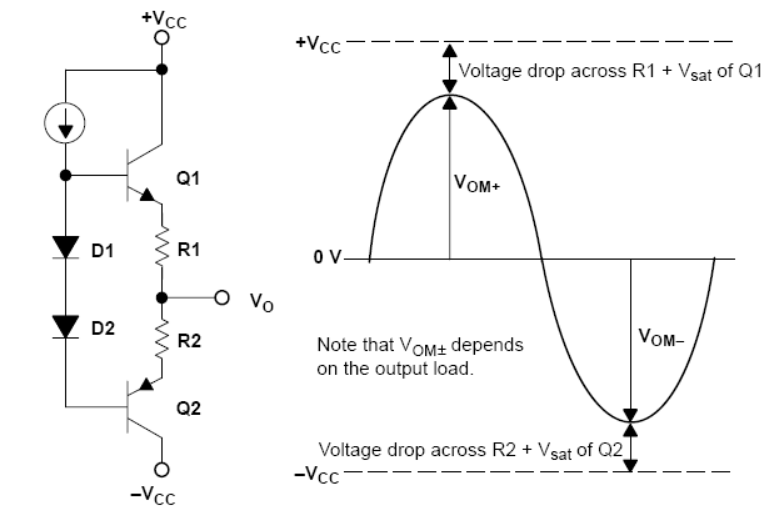 +VCC
Q1
D1
R1
VO
D2
R2
Q2
−VCC
+VCC
Voltage drop across R1 + Vsat of Q1
VOM+
0 V
VOM−
Note that VOM± depends
on the output load.
Voltage drop across R2 + Vsat of Q2
−VCC